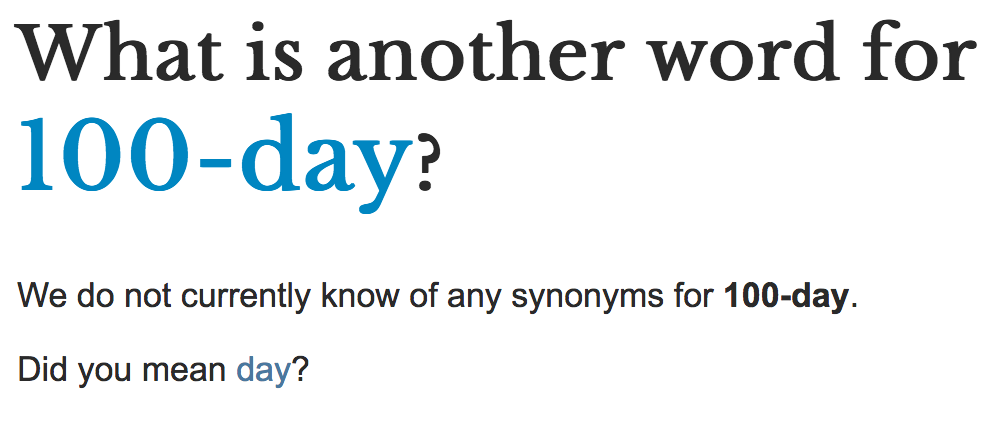 What is another word for
100-day?
We do not currently know of any synonyms for 100-day.
Did you mean day?